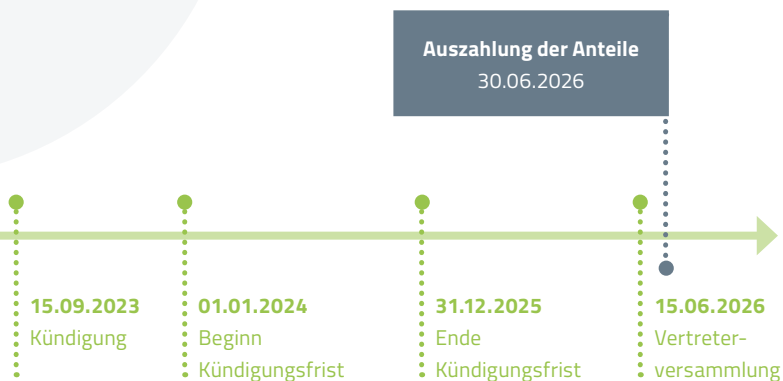 Auszahlung der Anteile
30.06.2026
15.09.2023
Kündigung
01.01.2024
Beginn
Kündigungsfrist
31.12.2025
Ende
Kündigungsfrist
15.06.2026
Vertreter-
versammlung